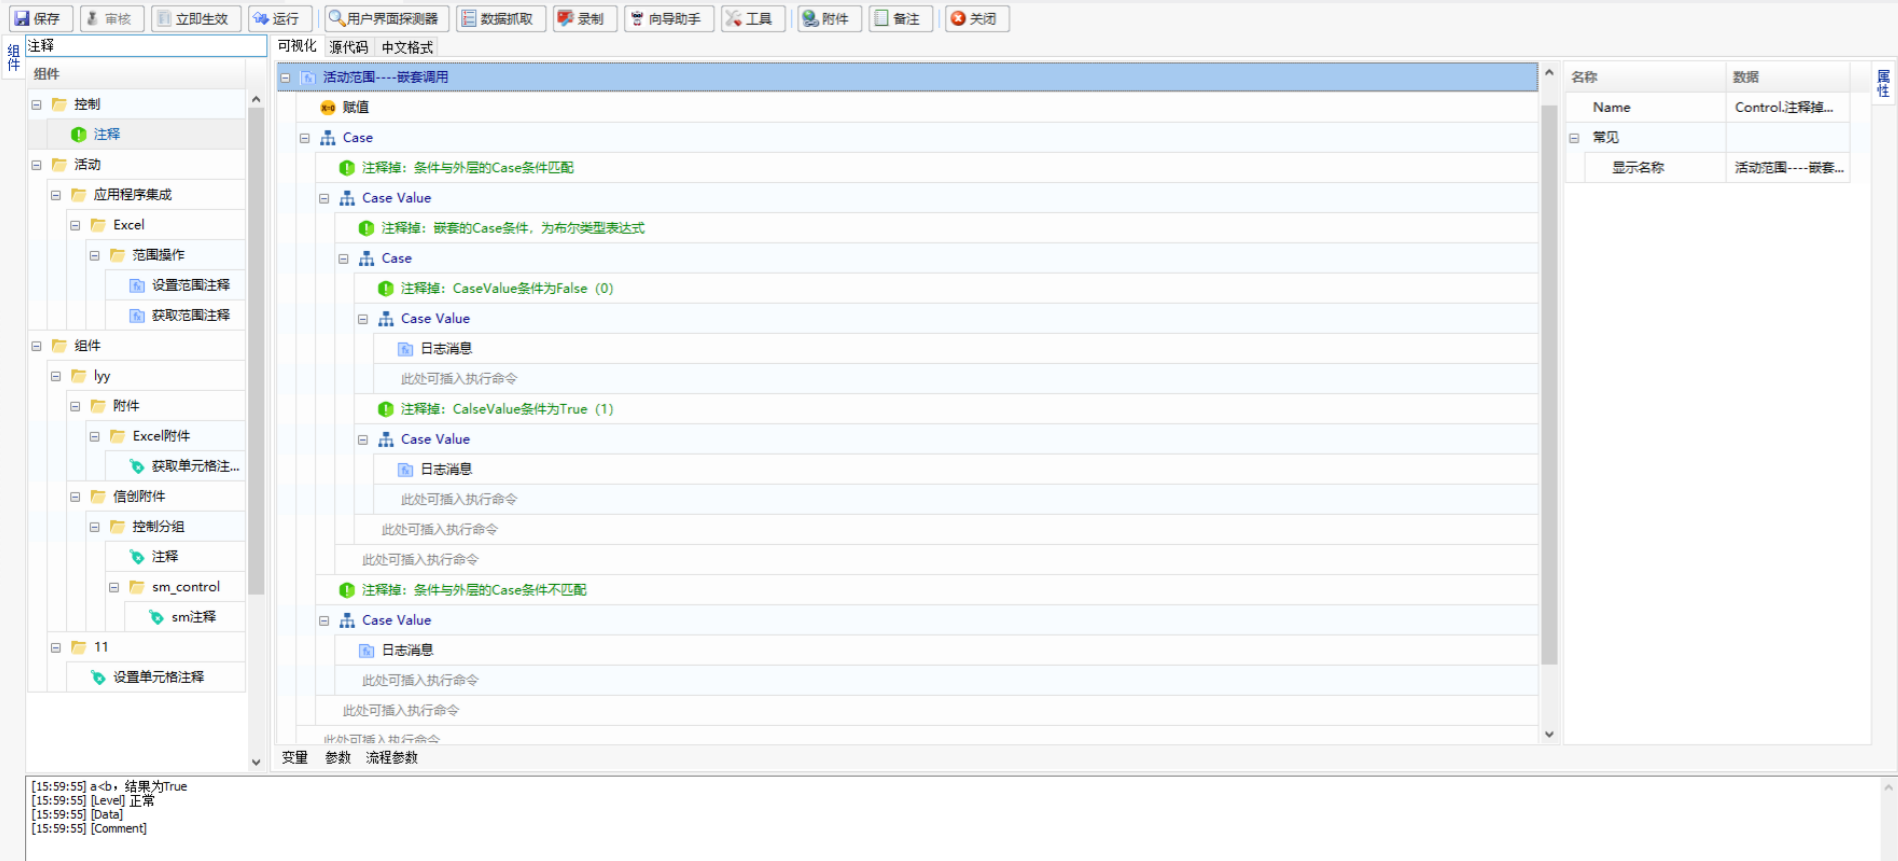 保存 审核 立即生效 运行 用户界面探测器 数据抓取 录制 向导助手 工具 附件 备注 关闭
组件
注释
组件
控制
注释
活动
应用程序集成
Excel
范围操作
设置范围注释
获取范围注释
组件
lyy
附件
Excel附件
获取单元格注...
信创附件
控制分组
注释
sm_control
sm注释
11
设置单元格注释
可视化 源代码 中文格式
活动范围----嵌套调用
赋值
Case
注释掉：条件与外层的Case条件匹配
Case Value
注释掉：嵌套的Case条件，为布尔类型表达式
Case
注释掉：CaseValue条件为False（0）
Case Value
日志消息
此处可插入执行命令
注释掉：CalseValue条件为True（1）
Case Value
日志消息
此处可插入执行命令
此处可插入执行命令
此处可插入执行命令
注释掉：条件与外层的Case条件不匹配
Case Value
日志消息
此处可插入执行命令
此处可插入执行命令
此处可插入执行命令
变量 参数 流程参数
名称 数据
Name Control.注释掉...
常见
显示名称 活动范围----嵌套...
属性
[15:59:55] a<b，结果为True
[15:59:55] [Level] 正常
[15:59:55] [Data]
[15:59:55] [Comment]